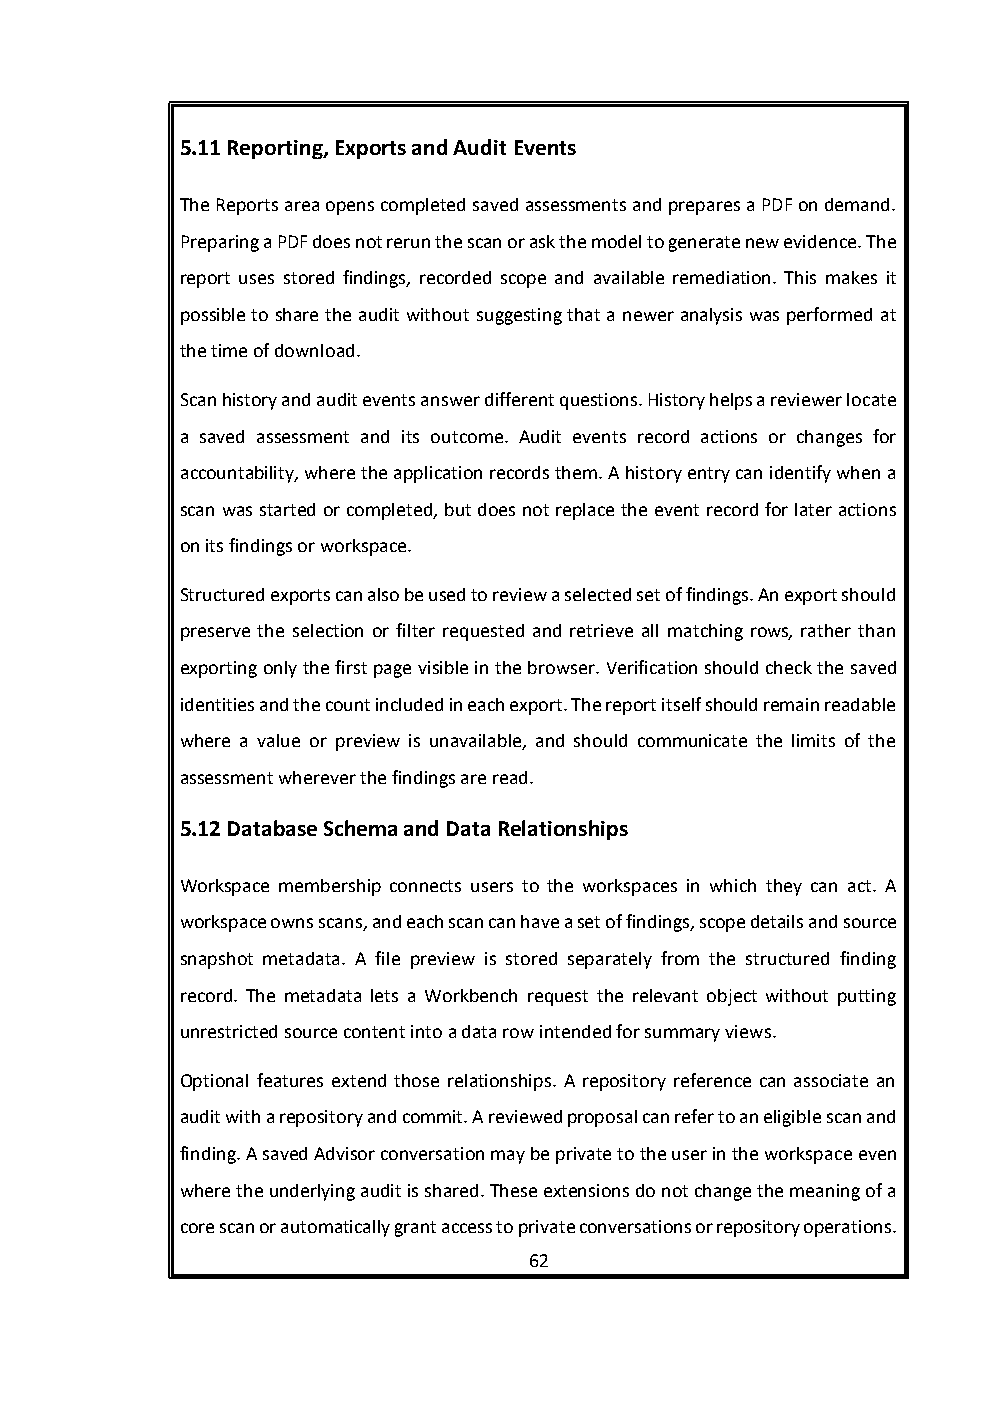 5.11 Reporting, Exports and Audit Events
The Reports area opens completed saved assessments and prepares a PDF on demand.
Preparing a PDF does not rerun the scan or ask the model to generate new evidence. The
report uses stored findings, recorded scope and available remediation. This makes it
possible to share the audit without suggesting that a newer analysis was performed at
the time of download.
Scan history and audit events answer different questions. History helps a reviewer locate
a saved assessment and its outcome. Audit events record actions or changes for
accountability, where the application records them. A history entry can identify when a
scan was started or completed, but does not replace the event record for later actions
on its findings or workspace.
Structured exports can also be used to review a selected set of findings. An export should
preserve the selection or filter requested and retrieve all matching rows, rather than
exporting only the first page visible in the browser. Verification should check the saved
identities and the count included in each export. The report itself should remain readable
where a value or preview is unavailable, and should communicate the limits of the
assessment wherever the findings are read.
5.12 Database Schema and Data Relationships
Workspace membership connects users to the workspaces in which they can act. A
workspace owns scans, and each scan can have a set of findings, scope details and source
snapshot metadata. A file preview is stored separately from the structured finding
record. The metadata lets a Workbench request the relevant object without putting
unrestricted source content into a data row intended for summary views.
Optional features extend those relationships. A repository reference can associate an
audit with a repository and commit. A reviewed proposal can refer to an eligible scan and
finding. A saved Advisor conversation may be private to the user in the workspace even
where the underlying audit is shared. These extensions do not change the meaning of a
core scan or automatically grant access to private conversations or repository operations.
62